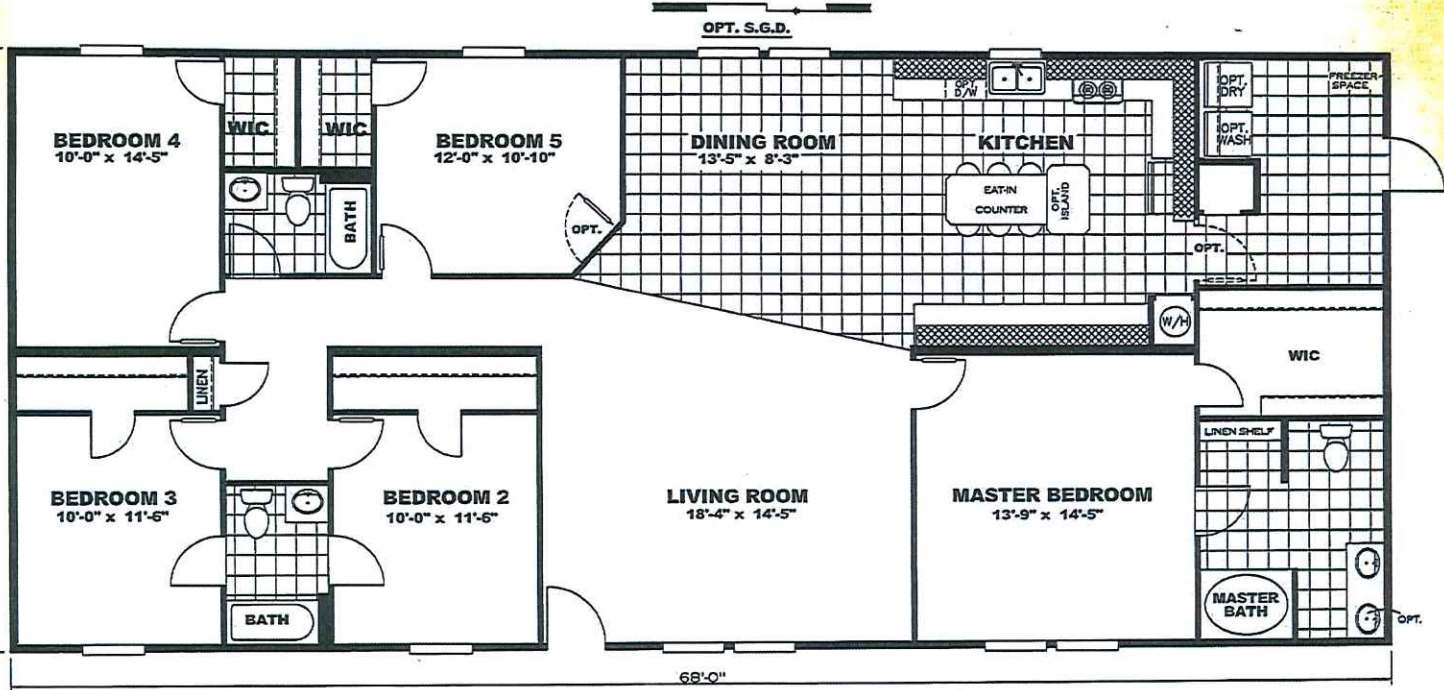 OPT. S.G.D.
BEDROOM 4
10'-0" x 14'-5"
WIC
WIC
BEDROOM 5
12'-0" x 10'-10"
DINING ROOM
13'-5" x 8'-3"
OPT
D/W
KITCHEN
OPT.
DRY
OPT.
WASH
FREEZER
SPACE
BATH
OPT.
EAT-IN
COUNTER
OPT.
ISLAND
OPT.
W/H
WIC
LINEN
LINEN SHELF
BEDROOM 3
10'-0" x 11'-6"
BEDROOM 2
10'-0" x 11'-6"
LIVING ROOM
18'-4" x 14'-5"
MASTER BEDROOM
13'-9" x 14'-5"
BATH
MASTER
BATH
OPT.
68'-0"